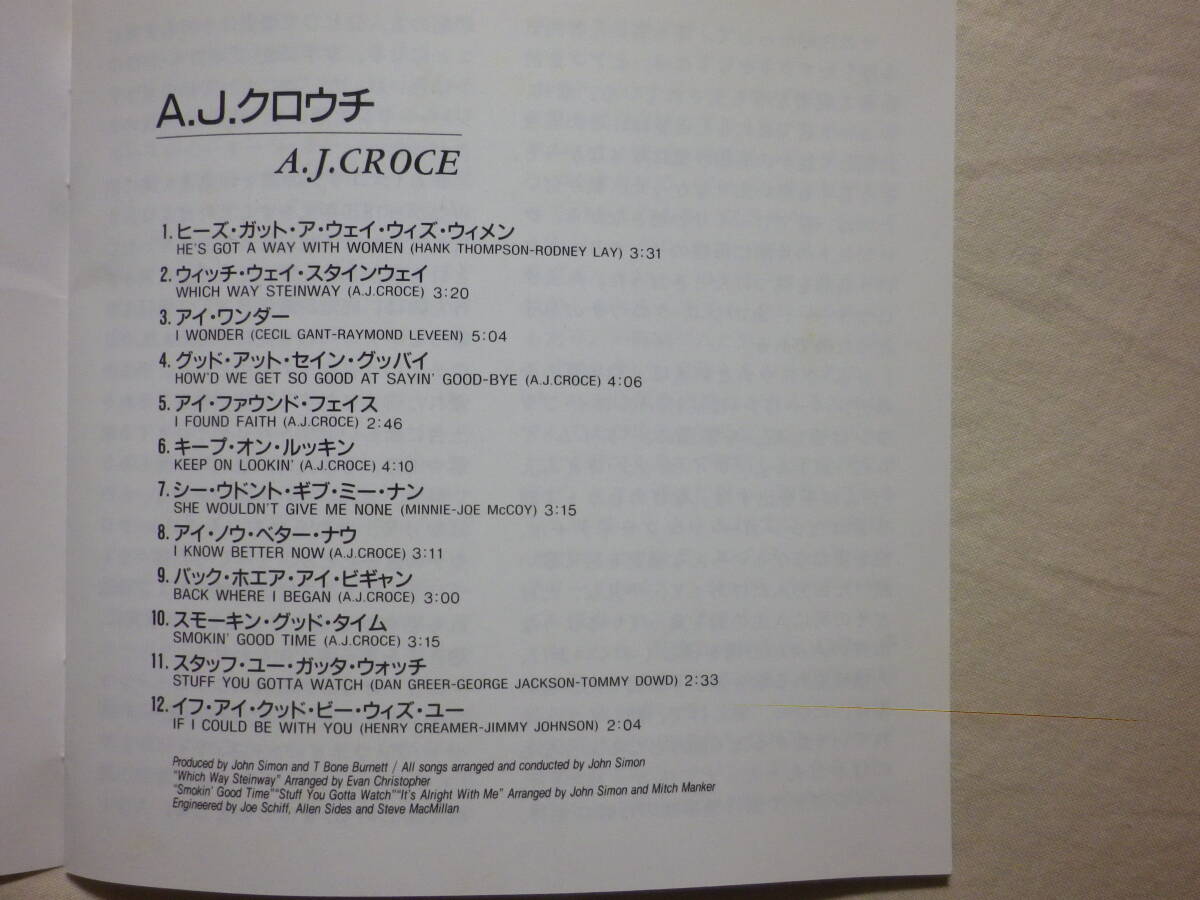 A.J.クロウチ
A.J.CROCE
1.ヒーズ・ガット・ア・ウェイ・ウィズ・ウィメン
HE'S GOT A WAY WITH WOMEN (HANK THOMPSON-RODNEY LAY) 3:31
2.ウィッチ・ウェイ・スタインウェイ
WHICH WAY STEINWAY (A.J.CROCE) 3:20
3.アイ・ワンダー
I WONDER (CECIL GANT-RAYMOND LEVEEN) 5:04
4.グッド・アット・セイン・グッバイ
HOW'D WE GET SO GOOD AT SAYIN' GOOD-BYE (A.J.CROCE) 4:06
5.アイ・ファウンド・フェイス
I FOUND FAITH (A.J.CROCE) 2:46
6.キープ・オン・ルッキン
KEEP ON LOOKIN' (A.J.CROCE) 4:10
7.シー・ウドント・ギブ・ミー・ナン
SHE WOULDN'T GIVE ME NONE (MINNIE-JOE McCOY) 3:15
8.アイ・ノウ・ベター・ナウ
I KNOW BETTER NOW (A.J.CROCE) 3:11
9.バック・ホエア・アイ・ビギャン
BACK WHERE I BEGAN (A.J.CROCE) 3:00
10.スモーキン・グッド・タイム
SMOKIN' GOOD TIME (A.J.CROCE) 3:15
11.スタッフ・ユー・ガッタ・ウォッチ
STUFF YOU GOTTA WATCH (DAN GREER-GEORGE JACKSON-TOMMY DOWD) 2:33
12.イフ・アイ・クッド・ビー・ウィズ・ユー
IF I COULD BE WITH YOU (HENRY CREAMER-JIMMY JOHNSON) 2:04
Produced by John Simon and T Bone Burnett / All songs arranged and conducted by John Simon
"Which Way Steinway" Arranged by Evan Christopher
"Smokin' Good Time""Stuff You Gotta Watch""It's Alright With Me" Arranged by John Simon and Mitch Manker
Engineered by Joe Schiff, Allen Sides and Steve MacMillan